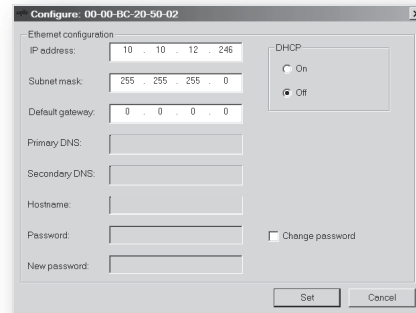 Configure: 00-00-BC-20-50-02
Ethernet configuration
IP address: 10 . 10 . 12 . 246
DHCP
On
Subnet mask: 255 . 255 . 255 . 0
Off
Default gateway: 0 . 0 . 0 . 0
Primary DNS:
Secondary DNS:
Hostname:
Password:
Change password
New password:
Set
Cancel